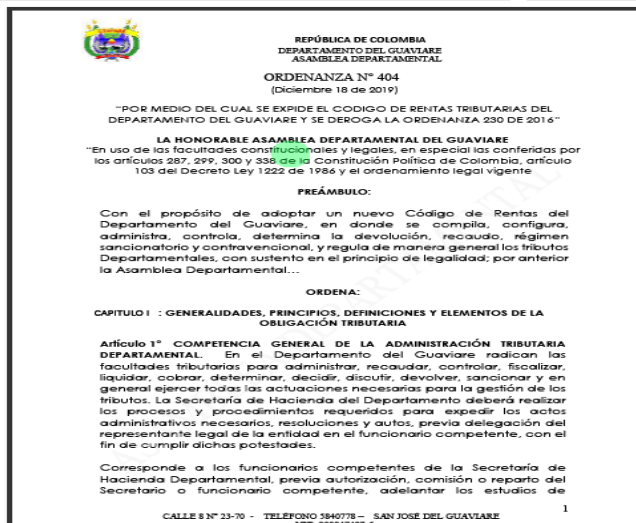 REPÚBLICA DE COLOMBIA
DEPARTAMENTO DEL GUAVIARE
ASAMBLEA DEPARTAMENTAL
ORDENANZA N° 404
(Diciembre 18 de 2019)
"POR MEDIO DEL CUAL SE EXPIDE EL CODIGO DE RENTAS TRIBUTARIAS DEL
DEPARTAMENTO DEL GUAVIARE Y SE DEROGA LA ORDENANZA 230 DE 2016"
LA HONORABLE ASAMBLEA DEPARTAMENTAL DEL GUAVIARE
"En uso de las facultades constitucionales y legales, en especial las conferidas por
los artículos 287, 299, 300 y 338 de la Constitución Política de Colombia, artículo
103 del Decreto Ley 1222 de 1986 y el ordenamiento legal vigente
PREÁMBULO:
Con el propósito de adoptar un nuevo Código de Rentas del
Departamento del Guaviare, en donde se compila, configura,
administra, controla, determina la devolución, recaudo, régimen
sancionatorio y contravencional, y regula de manera general los tributos
Departamentales, con sustento en el principio de legalidad; por anterior
la Asamblea Departamental...
ORDENA:
CAPITULO I : GENERALIDADES, PRINCIPIOS, DEFINICIONES Y ELEMENTOS DE LA
OBLIGACIÓN TRIBUTARIA
Artículo 1° COMPETENCIA GENERAL DE LA ADMINISTRACIÓN TRIBUTARIA
DEPARTAMENTAL. En el Departamento del Guaviare radican las
facultades tributarias para administrar, recaudar, controlar, fiscalizar,
liquidar, cobrar, determinar, decidir, discutir, devolver, sancionar y en
general ejercer todas las actuaciones necesarias para la gestión de los
tributos. La Secretaría de Hacienda del Departamento deberá realizar
los procesos y procedimientos requeridos para expedir los actos
administrativos necesarios, resoluciones y autos, previa delegación del
representante legal de la entidad en el funcionario competente, con el
fin de cumplir dichas potestades.
Corresponde a los funcionarios competentes de la Secretaría de
Hacienda Departamental, previa autorización, comisión o reparto del
Secretario o funcionario competente, adelantar los estudios de
1
CALLE 8 N° 23-70 - TELÉFONO 5840778 – SAN JOSÉ DEL GUAVIARE